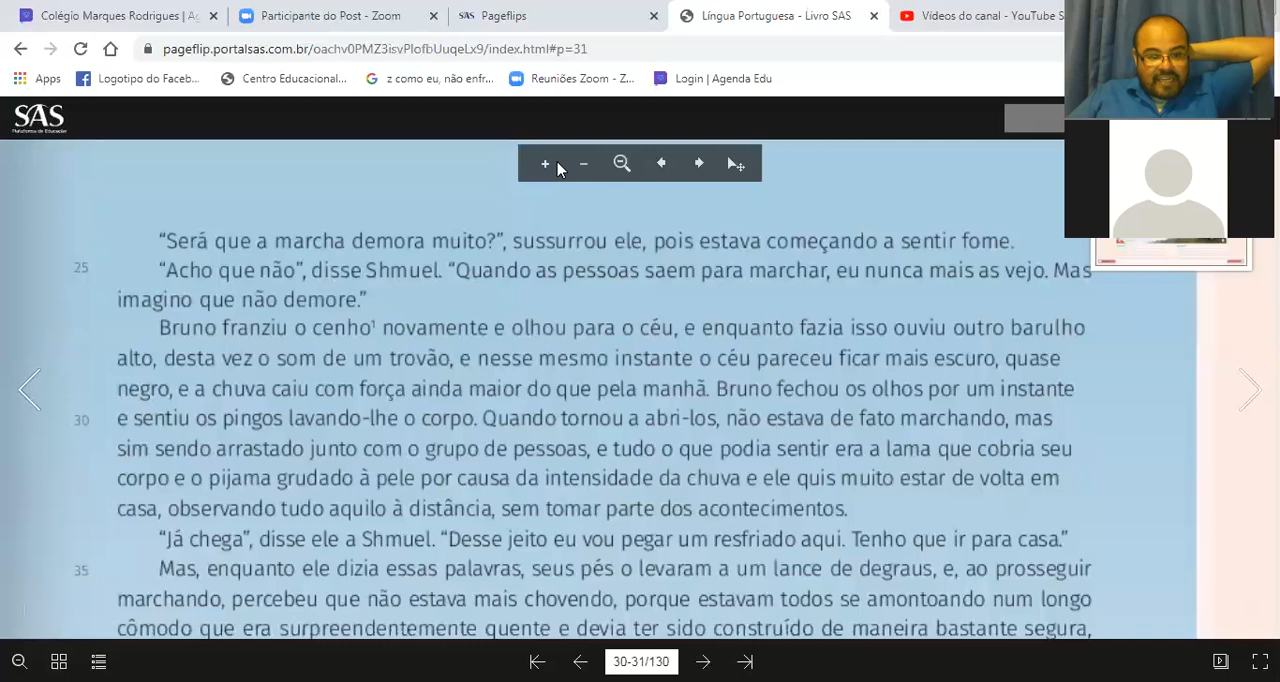 Colégio Marques Rodrigues | Ag
Participante do Post - Zoom
SAS
Pageflips
Língua Portuguesa - Livro SAS
Vídeos do canal - YouTube S
pageflip.portalsas.com.br/oachv0PMZ3isvPlofbUuqeLx9/index.html#p=31
Apps
Logotipo do Faceb...
Centro Educacional...
z como eu, não enfr...
Reuniões Zoom - Z...
Login | Agenda Edu
SAS
Plataforma de Educação
“Será que a marcha demora muito?”, sussurrou ele, pois estava começando a sentir fome.
25 “Acho que não”, disse Shmuel. “Quando as pessoas saem para marchar, eu nunca mais as vejo. Mas
imagino que não demore.”
Bruno franziu o cenho¹ novamente e olhou para o céu, e enquanto fazia isso ouviu outro barulho
alto, desta vez o som de um trovão, e nesse mesmo instante o céu pareceu ficar mais escuro, quase
negro, e a chuva caiu com força ainda maior do que pela manhã. Bruno fechou os olhos por um instante
30 e sentiu os pingos lavando-lhe o corpo. Quando tornou a abri-los, não estava de fato marchando, mas
sim sendo arrastado junto com o grupo de pessoas, e tudo o que podia sentir era a lama que cobria seu
corpo e o pijama grudado à pele por causa da intensidade da chuva e ele quis muito estar de volta em
casa, observando tudo aquilo à distância, sem tomar parte dos acontecimentos.
“Já chega”, disse ele a Shmuel. “Desse jeito eu vou pegar um resfriado aqui. Tenho que ir para casa.”
35 Mas, enquanto ele dizia essas palavras, seus pés o levaram a um lance de degraus, e, ao prosseguir
marchando, percebeu que não estava mais chovendo, porque estavam todos se amontoando num longo
cômodo que era surpreendentemente quente e devia ter sido construído de maneira bastante segura,
30-31/130